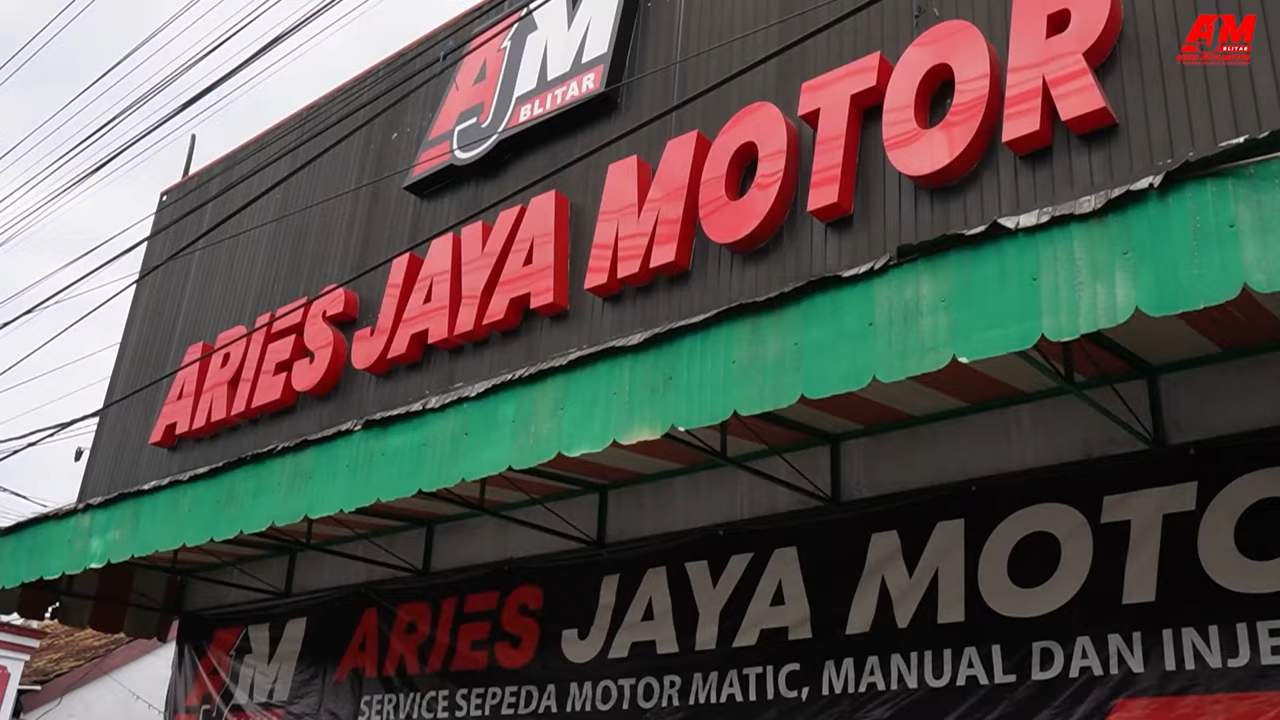 AJM
BLITAR
AJM
BLITAR
ARIES JAYA MOTOR
AJM
ARIES JAYA MOTO
SERVICE SEPEDA MOTOR MATIC, MANUAL DAN INJE